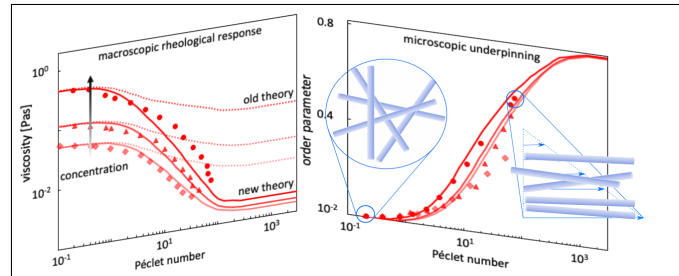 macroscopic rheological response
10⁰
10⁻²
viscosity [Pas]
old theory
concentration
new theory
10⁻¹
10¹
10³
Péclet number
microscopic underpinning
0.8
0.4
10⁻²
order parameter
10⁻¹
10¹
10³
Péclet number